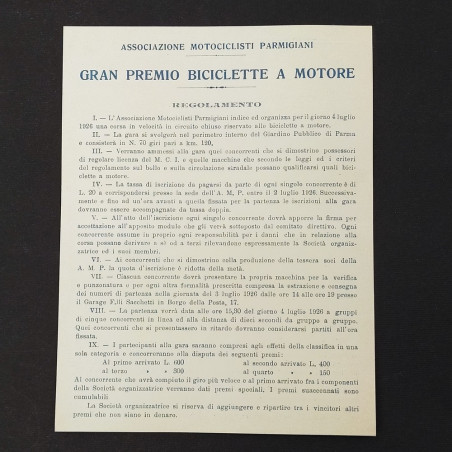 ASSOCIAZIONE MOTOCICLISTI PARMIGIANI
GRAN PREMIO BICICLETTE A MOTORE
REGOLAMENTO
I. — L'Associazione Motociclisti Parmigiani indice ed organizza per il giorno 4 luglio
1926 una corsa in velocità in circuito chiuso riservato alle biciclette a motore.
II. — La gara si svolgerà nel perimetro interno del Giardino Pubblico di Parma
e consisterà in N. 70 giri pari a km. 120,
III. — Verranno ammessi alla gara quei concorrenti che si dimostrino possessori
di regolare licenza del M. C. I. e quelle macchine che secondo le leggi ed i criteri
del regolamento sul bollo e sulla circolazione stradale possano qualificarsi quali bici-
clette a motore.
IV. — La tassa di iscrizione da pagarsi da parte di ogni singolo concorrente è di
L. 20 a corrispondersi presso la sede dell'A. M. P. entro il 2 luglio 1926. Successiva-
mente e fino ad un'ora avanti a quella fissata per la partenza le iscrizioni alla gara
dovranno essere accompagnate da tassa doppia.
V. — All'atto dell'iscrizione ogni singolo concorrente dovrà apporre la firma per
accettazione all'apposito modulo che gli verrà sottoposto dal comitato direttivo. Ogni
concorrente assume in proprio ogni responsabilità per i danni che in relazione alla
corsa possano derivare a sè od a terzi rilevandone espressamente la Società organiz-
zatrice ed i suoi membri.
VI. — Ai concorrenti che si dimostrino nella produzione della tessera soci della
A. M. P. la quota d'iscrizione è ridotta della metà.
VII. — Ciascun concorrente dovrà presentare la propria macchina per la verifica
e punzonatura e per ogni altra formalità prescritta compresa la estrazione e consegna
dei numeri di partenza nella giornata del 3 luglio 1926 dalle ore 14 alle ore 19 presso
il Garage F.lli Sacchetti in Borgo della Posta, 17.
VIII. — La partenza verrà data alle ore 15,30 del giorno 4 luglio 1926 a gruppi
di cinque concorrenti in linea ed alla distanza di dieci secondi da gruppo a gruppo.
Quei concorrenti che si presentassero in ritardo dovranno considerarsi partiti all'ora
fissata.
IX. — I partecipanti alla gara saranno compresi agli effetti della classifica in una
sola categoria e concorreranno alla disputa dei seguenti premi:
Al primo arrivato L. 600 al secondo arrivato L. 400
al terzo » » 300 al quarto » » 150
Al concorrente che avrà compiuto il giro più veloce e al primo arrivato fra i componenti
della Società organizzatrice verranno dati premi speciali. I premi suaccennati sono
cumulabili
La Società organizzatrice si riserva di aggiungere e ripartire tra i vincitori altri
premi che non siano in denaro.